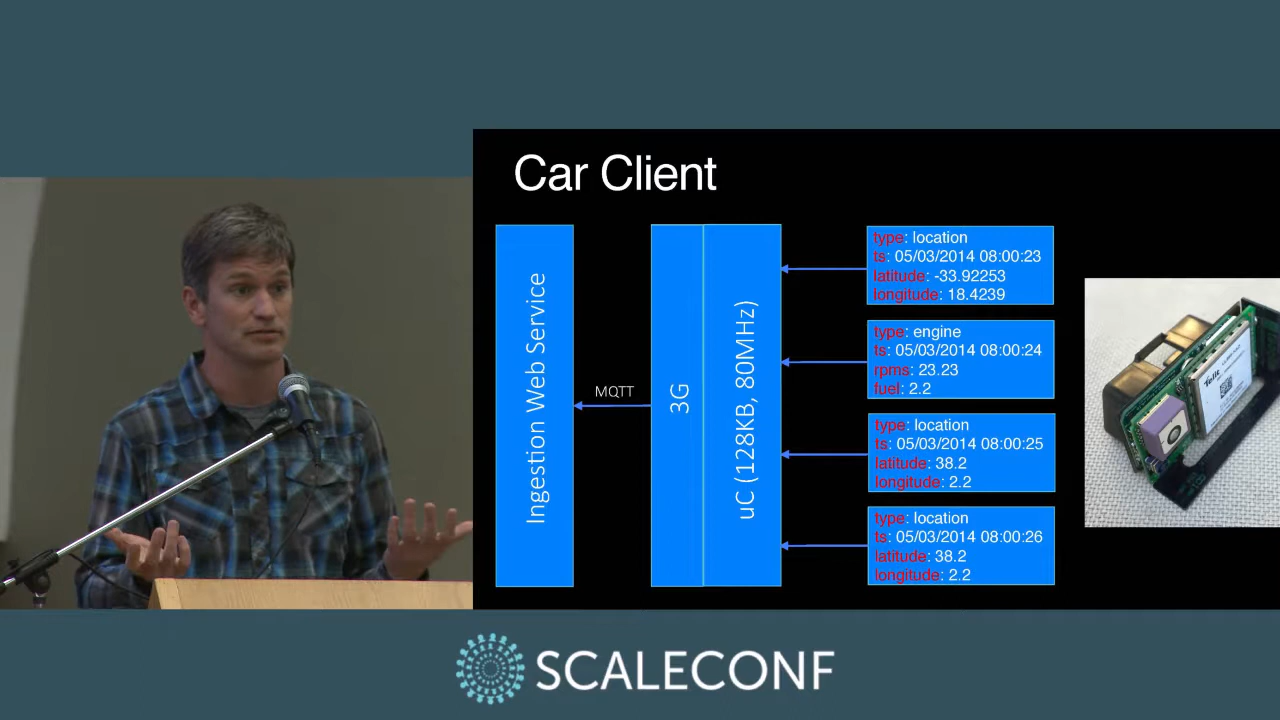 Car Client
Ingestion Web Service
MQTT
3G
uC (128KB, 80MHz)
type: location
ts: 05/03/2014 08:00:23
latitude: -33.92253
longitude: 18.4239
type: engine
ts: 05/03/2014 08:00:24
rpms: 23.23
fuel: 2.2
type: location
ts: 05/03/2014 08:00:25
latitude: 38.2
longitude: 2.2
type: location
ts: 05/03/2014 08:00:26
latitude: 38.2
longitude: 2.2
Telit
SCALECONF